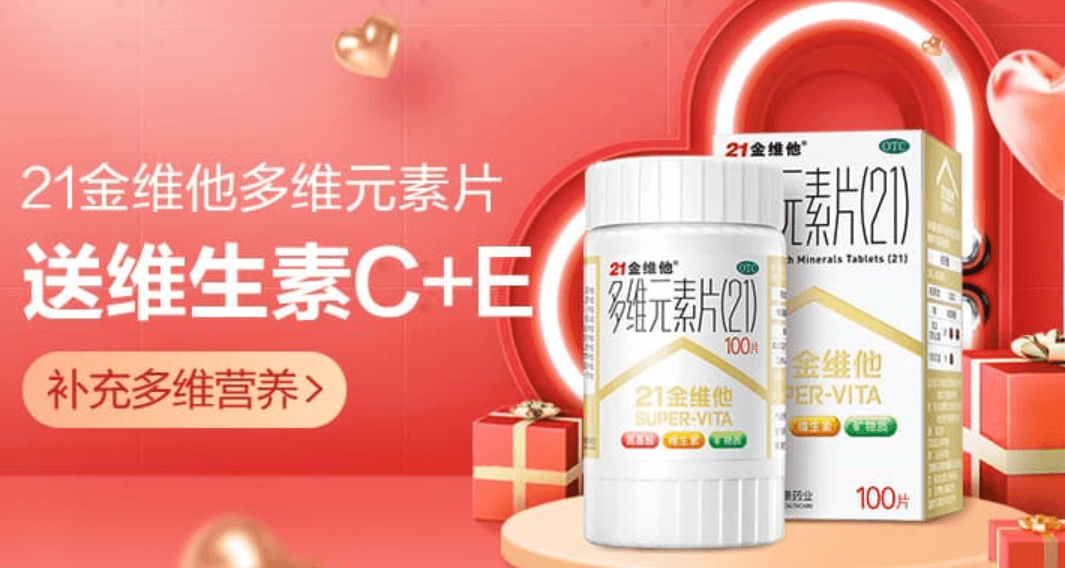 21金维他多维元素片
送维生素C+E
补充多维营养>
21金维他®
OTC
多维元素片(21)
100片
21金维他
SUPER-VITA
氨基酸 维生素 矿物质
21金维他®
OTC
元素片(21)
Minerals Tablets (21)
金维他
PER-VITA
维生素 矿物质
药业
100片